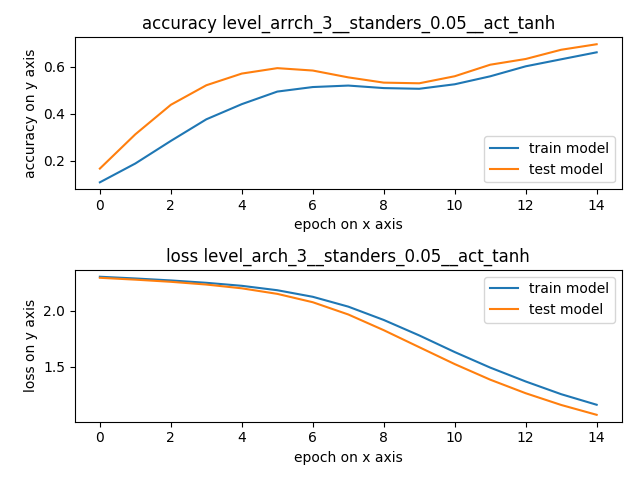 accuracy level_arrch_3__standers_0.05__act_tanh
accuracy on y axis
0.6
0.4
0.2
train model
test model
0 2 4 6 8 10 12 14
epoch on x axis
loss level_arch_3__standers_0.05__act_tanh
loss on y axis
2.0
1.5
train model
test model
0 2 4 6 8 10 12 14
epoch on x axis